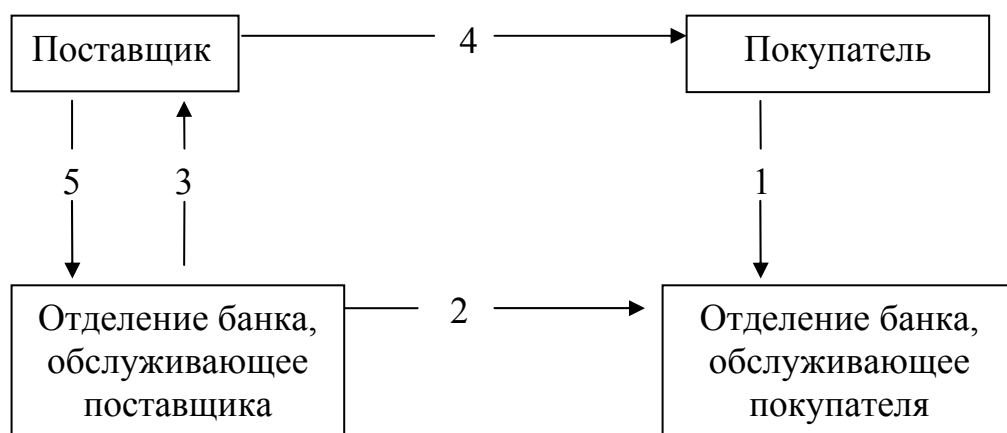 Поставщик
4
Покупатель
5
3
1
Отделение банка,
обслуживающее
поставщика
2
Отделение банка,
обслуживающее
покупателя